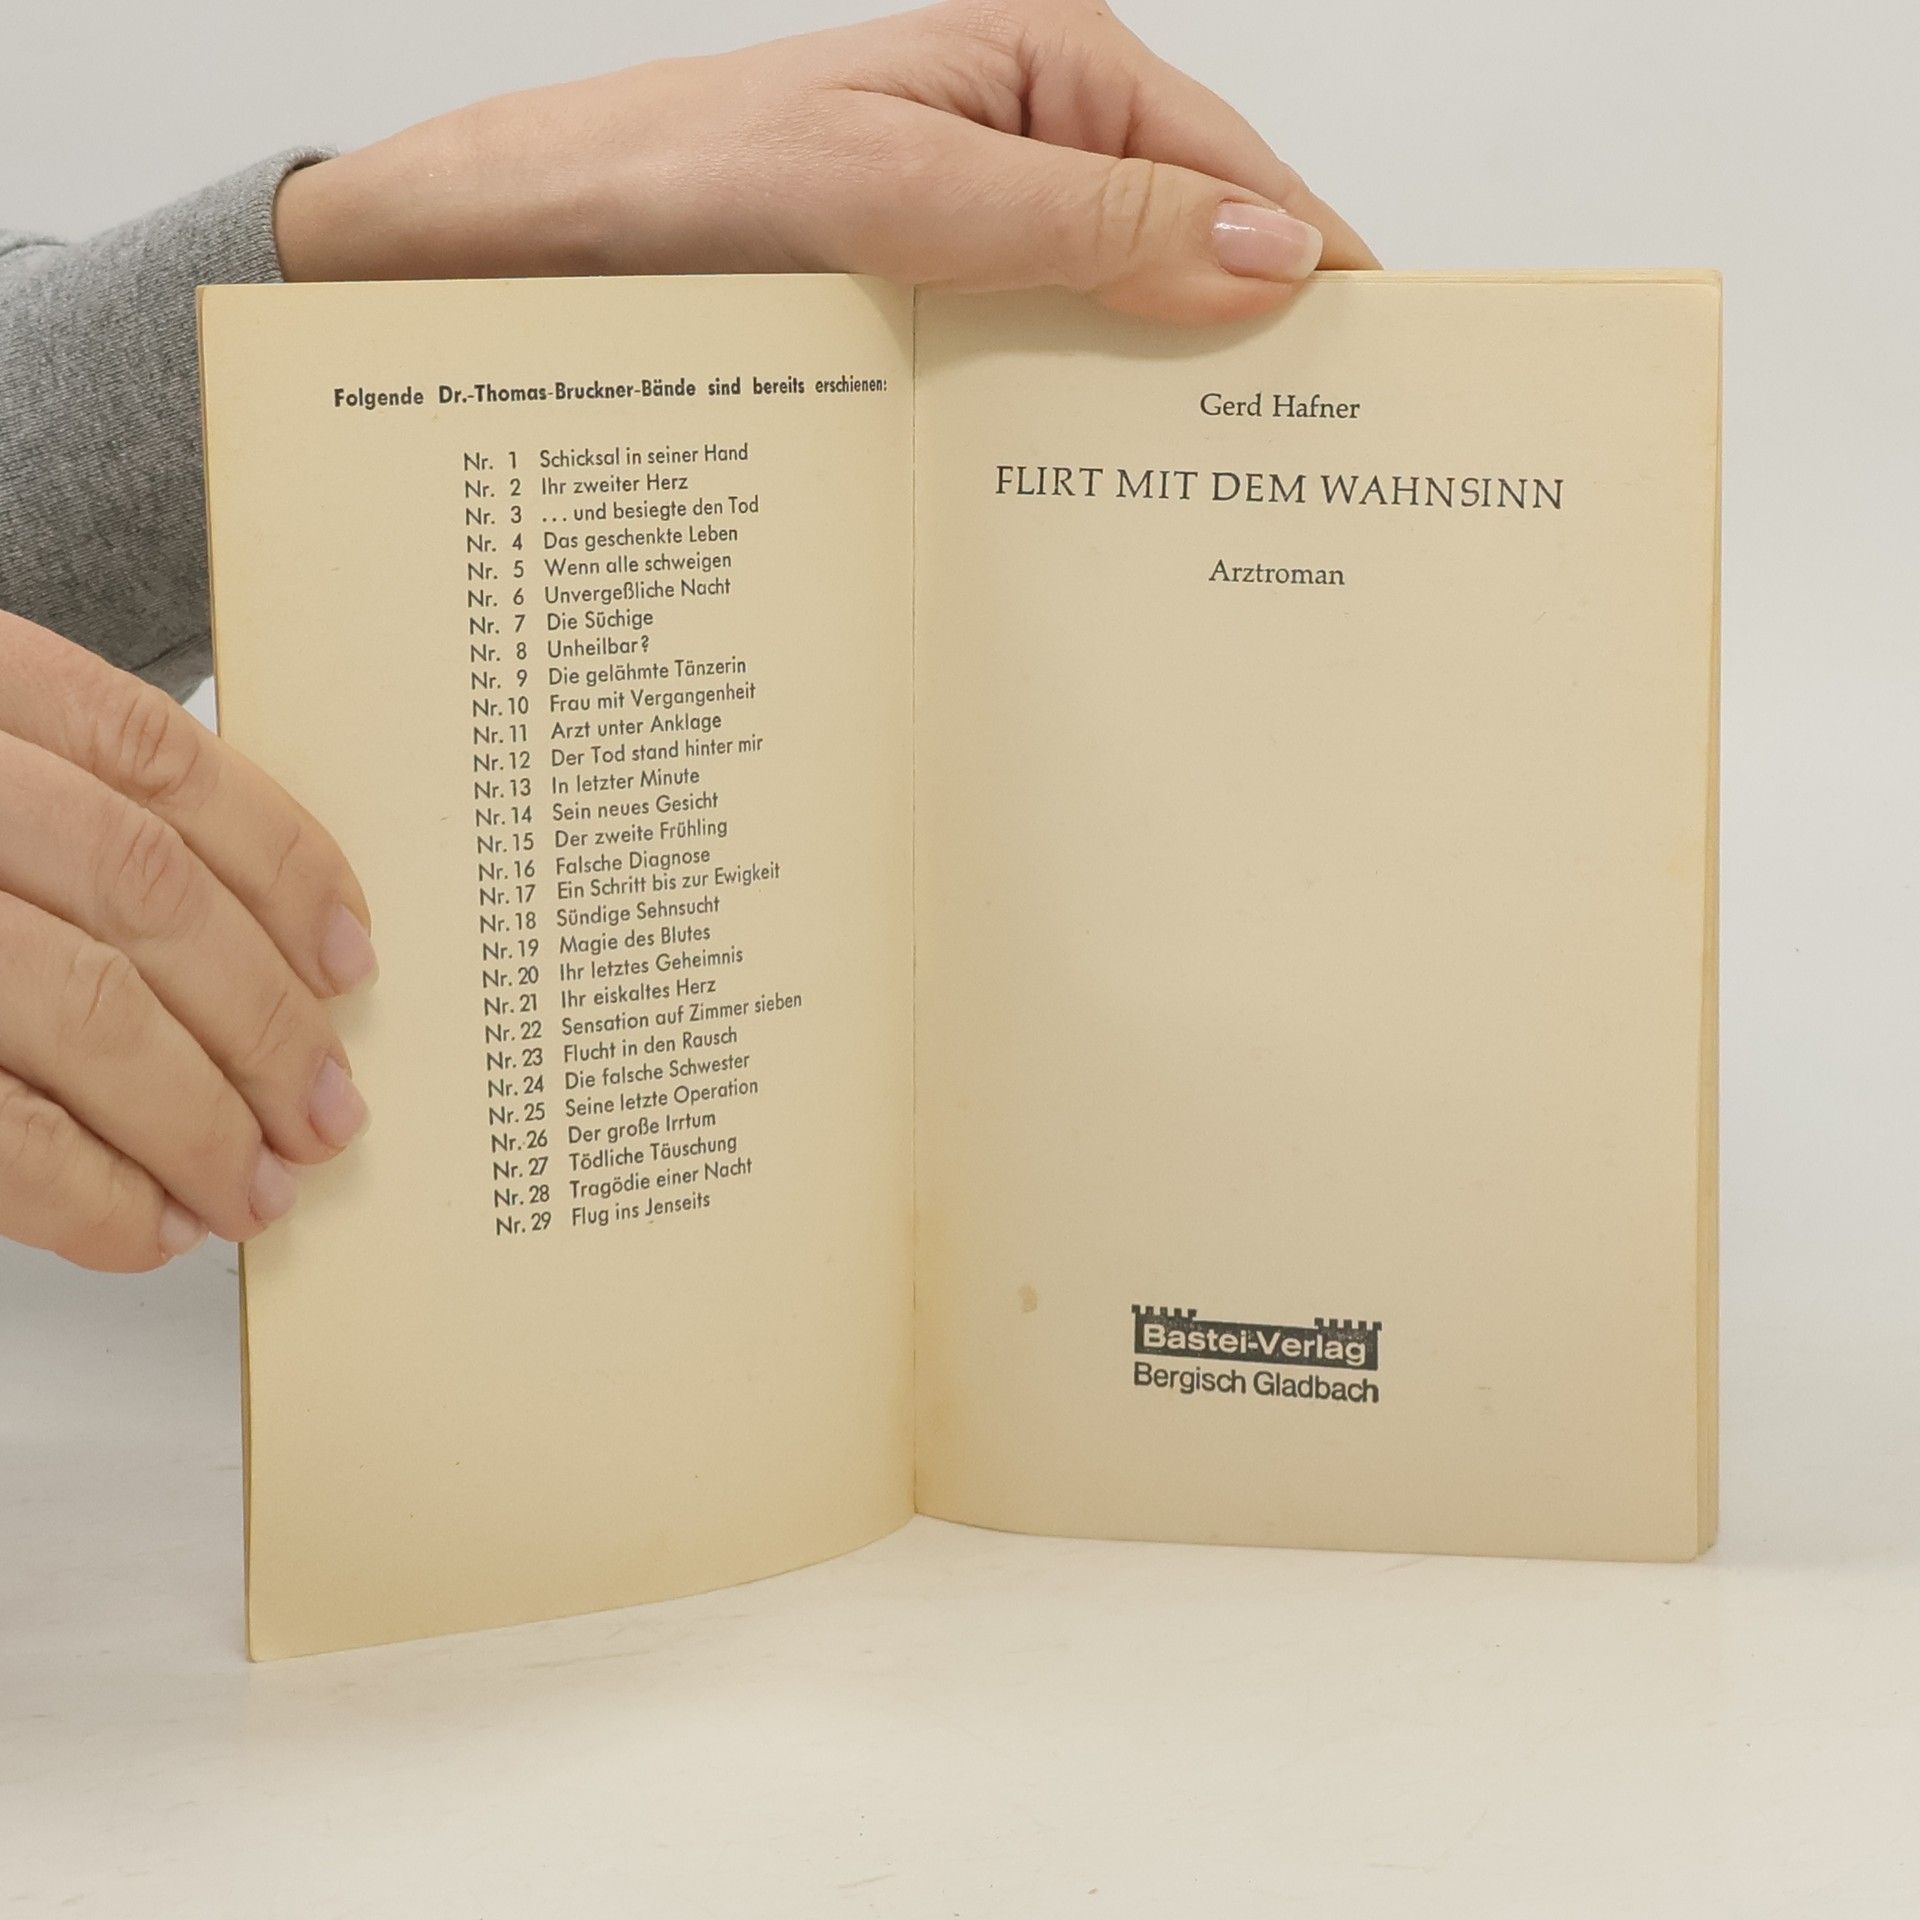 Folgende Dr.-Thomas-Bruckner-Bände sind bereits erschienen:
Nr. 1 Schicksal in seiner Hand
Nr. 2 Ihr zweiter Herz
Nr. 3 ... und besiegte den Tod
Nr. 4 Das geschenkte Leben
Nr. 5 Wenn alle schweigen
Nr. 6 Unvergeßliche Nacht
Nr. 7 Die Süchige
Nr. 8 Unheilbar?
Nr. 9 Die gelähmte Tänzerin
Nr. 10 Frau mit Vergangenheit
Nr. 11 Arzt unter Anklage
Nr. 12 Der Tod stand hinter mir
Nr. 13 In letzter Minute
Nr. 14 Sein neues Gesicht
Nr. 15 Der zweite Frühling
Nr. 16 Falsche Diagnose
Nr. 17 Ein Schritt bis zur Ewigkeit
Nr. 18 Sündige Sehnsucht
Nr. 19 Magie des Blutes
Nr. 20 Ihr letztes Geheimnis
Nr. 21 Ihr eiskaltes Herz
Nr. 22 Sensation auf Zimmer sieben
Nr. 23 Flucht in den Rausch
Nr. 24 Die falsche Schwester
Nr. 25 Seine letzte Operation
Nr. 26 Der große Irrtum
Nr. 27 Tödliche Täuschung
Nr. 28 Tragödie einer Nacht
Nr. 29 Flug ins Jenseits
Gerd Hafner
FLIRT MIT DEM WAHNSINN
Arztroman
Bastei-Verlag
Bergisch Gladbach